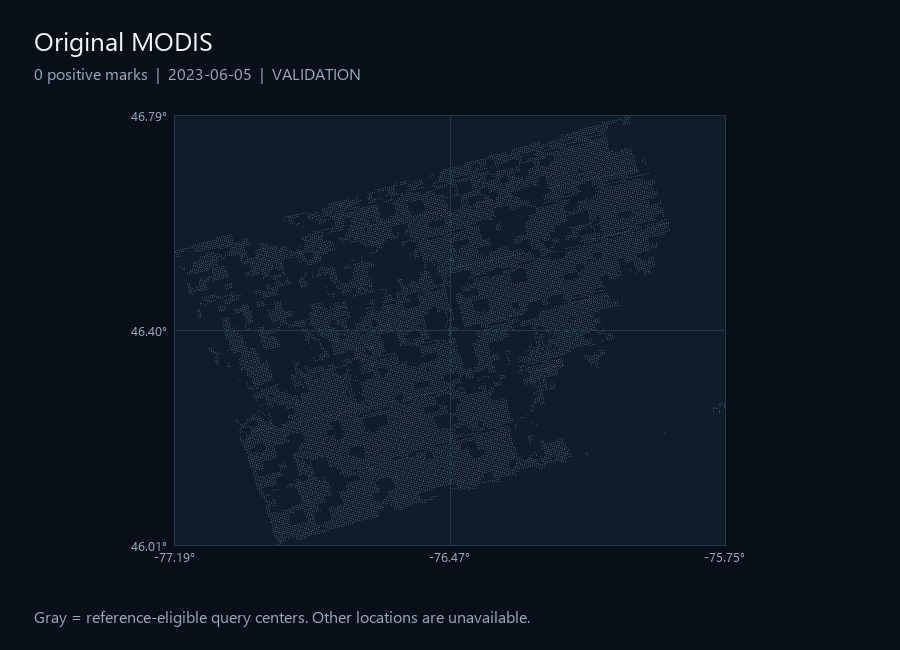 Original MODIS
0 positive marks | 2023-06-05 | VALIDATION
46.79°
46.40°
46.01°
-77.19°
-76.47°
-75.75°
Gray = reference-eligible query centers. Other locations are unavailable.